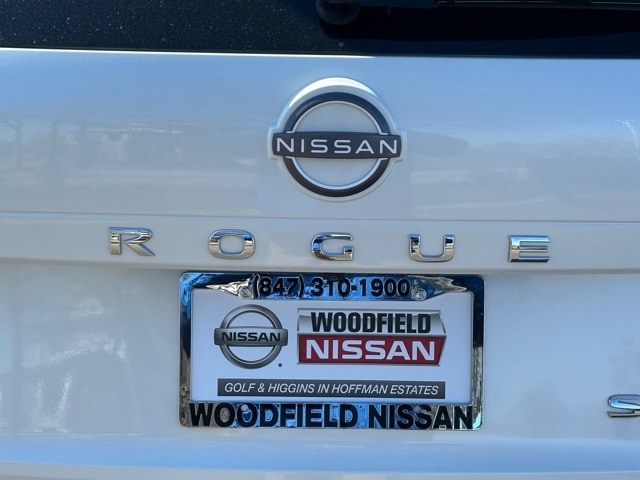 NISSAN
ROGUE
(847) 310-1900
NISSAN
WOODFIELD
NISSAN
GOLF & HIGGINS IN HOFFMAN ESTATES
S
WOODFIELD NISSAN